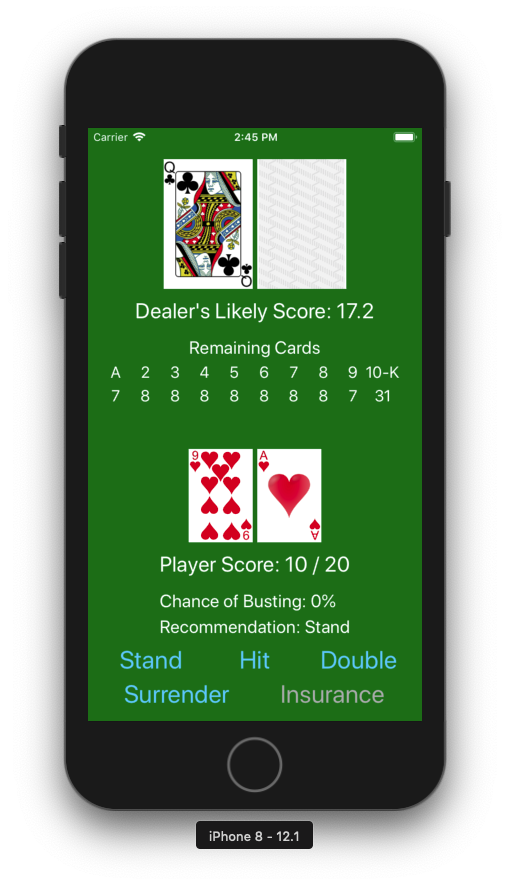 Carrier 2:45 PM
Q
Q
Dealer's Likely Score: 17.2
Remaining Cards
A 2 3 4 5 6 7 8 9 10-K
7 8 8 8 8 8 8 8 7 31
9 A
9 A
Player Score: 10 / 20
Chance of Busting: 0%
Recommendation: Stand
Stand Hit Double
Surrender Insurance
iPhone 8 - 12.1